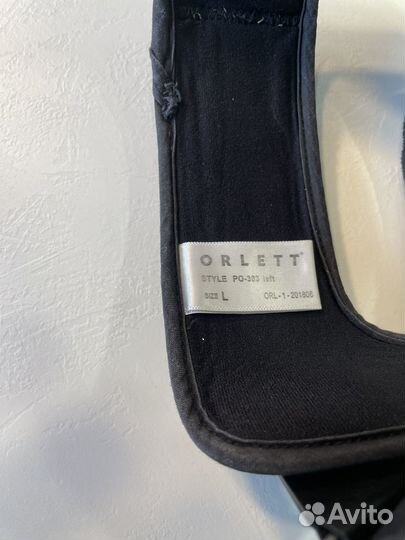 ORLETT®
STYLE PO-303 left
SIZE L ORL-1-201806
Avito